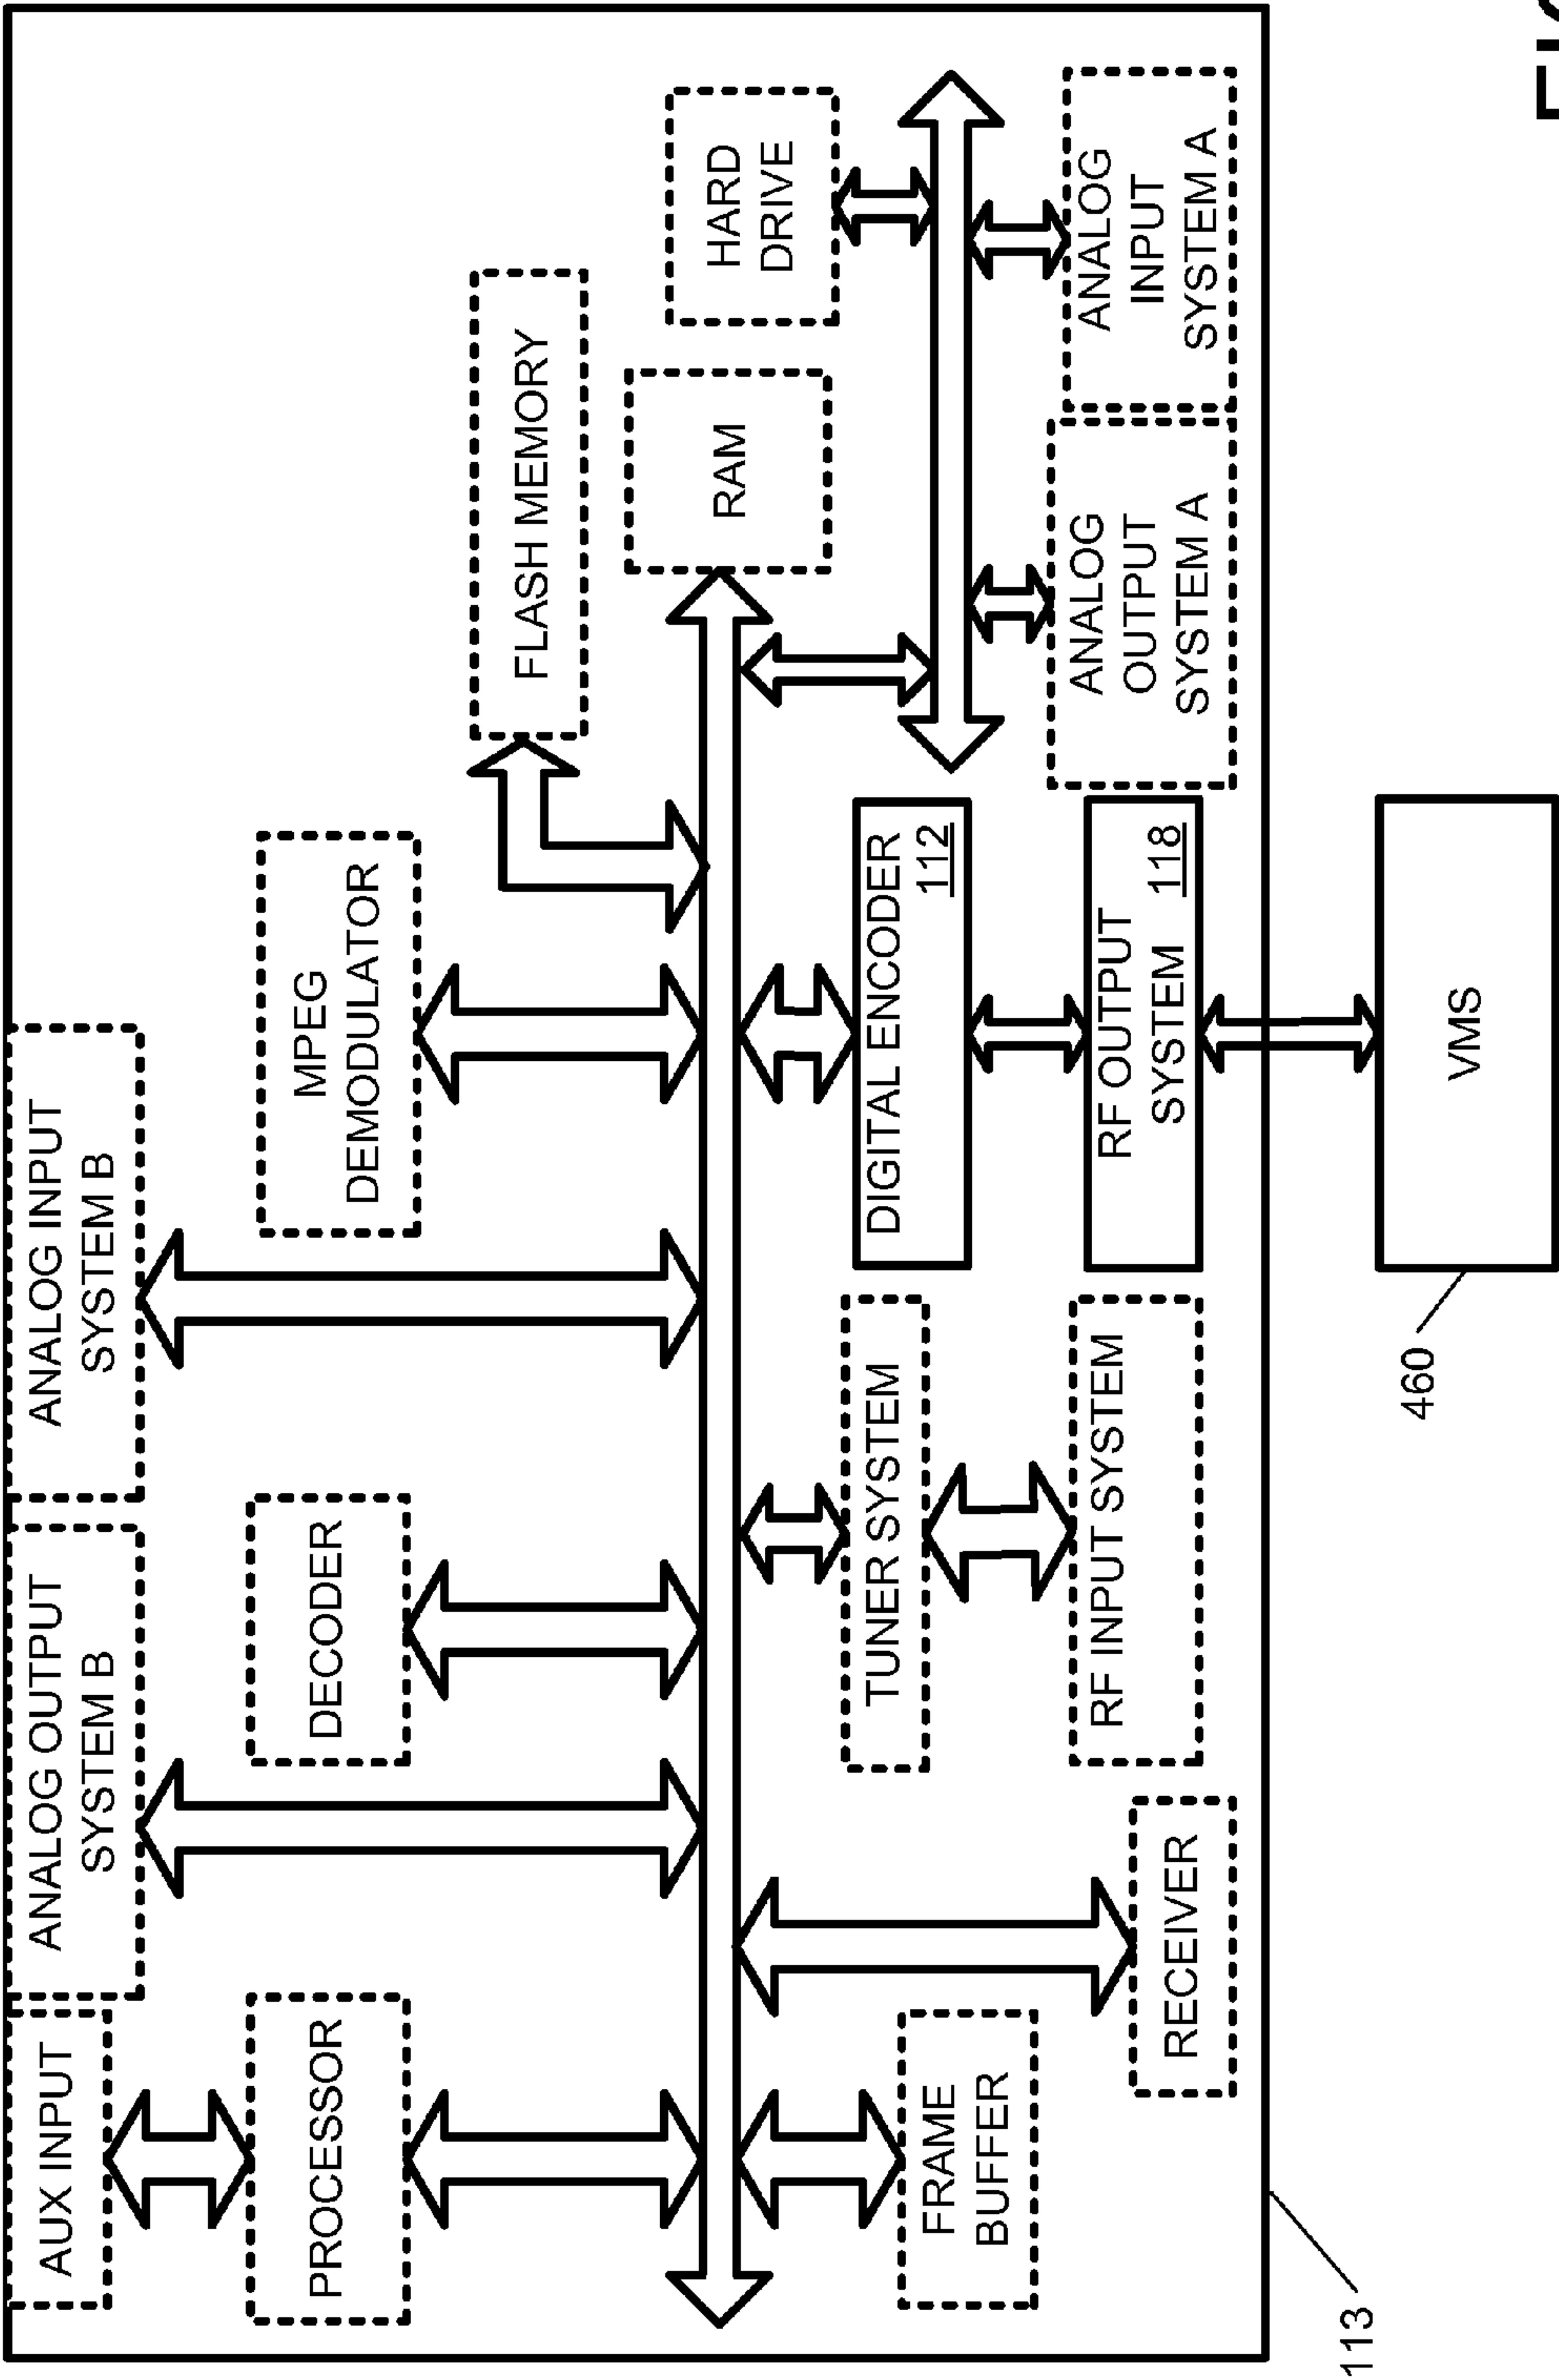 AUX INPUT
ANALOG OUTPUT
SYSTEM B
ANALOG INPUT
SYSTEM B
PROCESSOR
DECODER
MPEG
DEMODULATOR
FLASH MEMORY
RAM
HARD
DRIVE
FRAME
BUFFER
RECEIVER
TUNER SYSTEM
RF INPUT SYSTEM
DIGITAL ENCODER
112
RF OUTPUT
SYSTEM 118
ANALOG
OUTPUT
SYSTEM A
ANALOG
INPUT
SYSTEM A
113
460
VMS